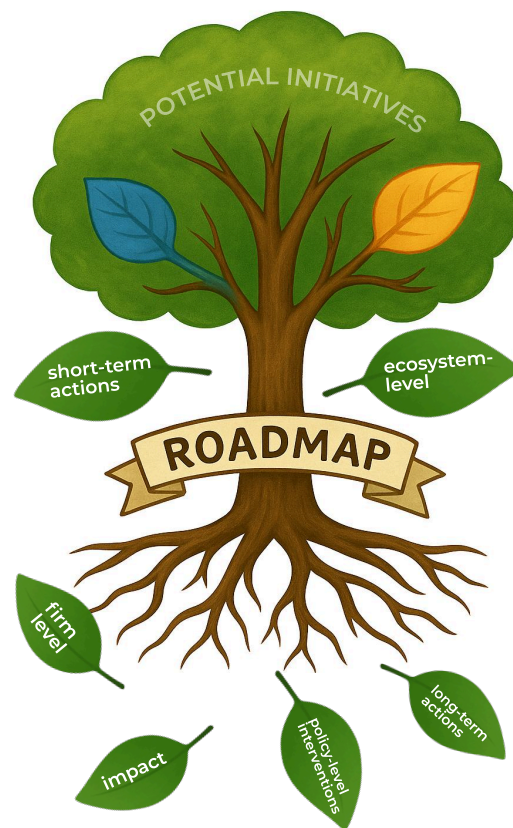 POTENTIAL INITIATIVES
short-term
actions
ecosystem-
level
ROADMAP
firm
level
long-term
actions
policy-level
interventions
impact